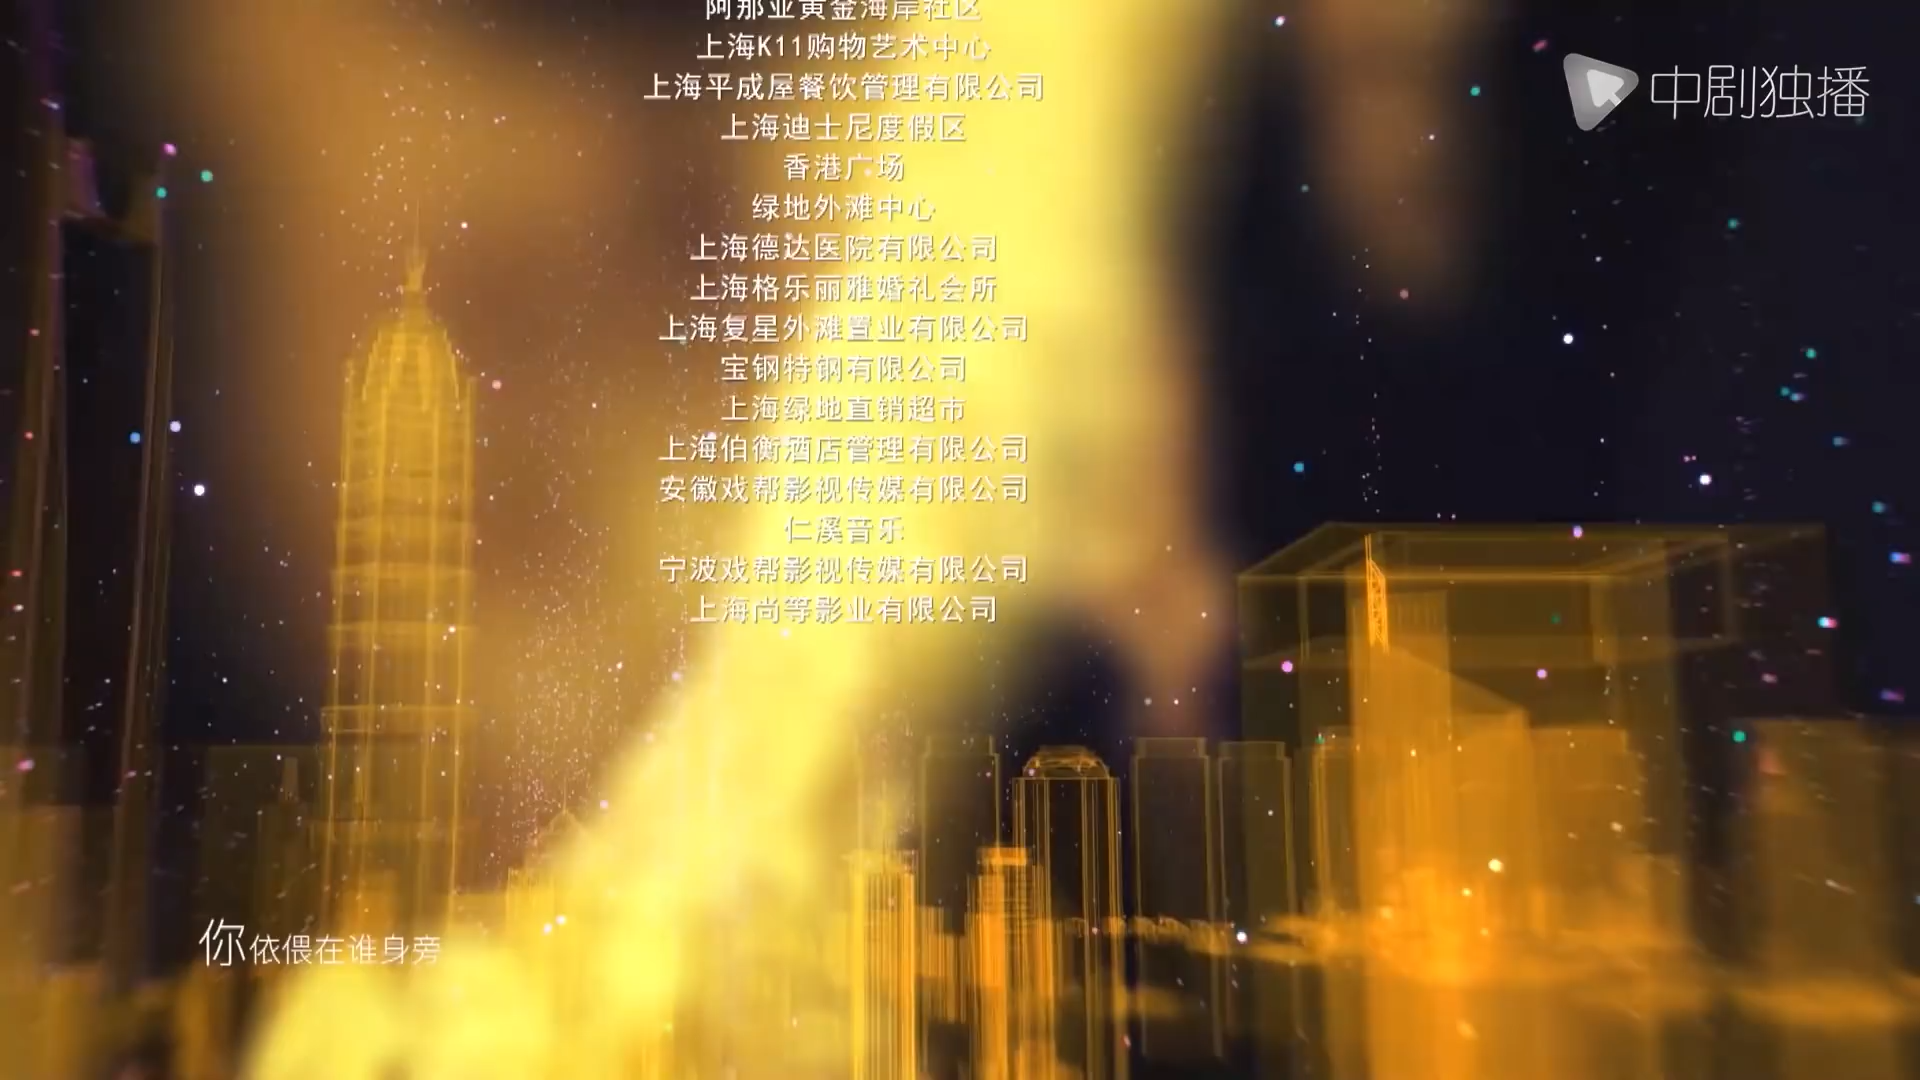 阿那亚黄金海岸社区
上海K11购物艺术中心
上海平成屋餐饮管理有限公司
上海迪士尼度假区
香港广场
绿地外滩中心
上海德达医院有限公司
上海格乐丽雅婚礼会所
上海复星外滩置业有限公司
宝钢特钢有限公司
上海绿地直销超市
上海伯衡酒店管理有限公司
安徽戏帮影视传媒有限公司
仁溪音乐
宁波戏帮影视传媒有限公司
上海尚等影业有限公司
中剧独播
你依偎在谁身旁